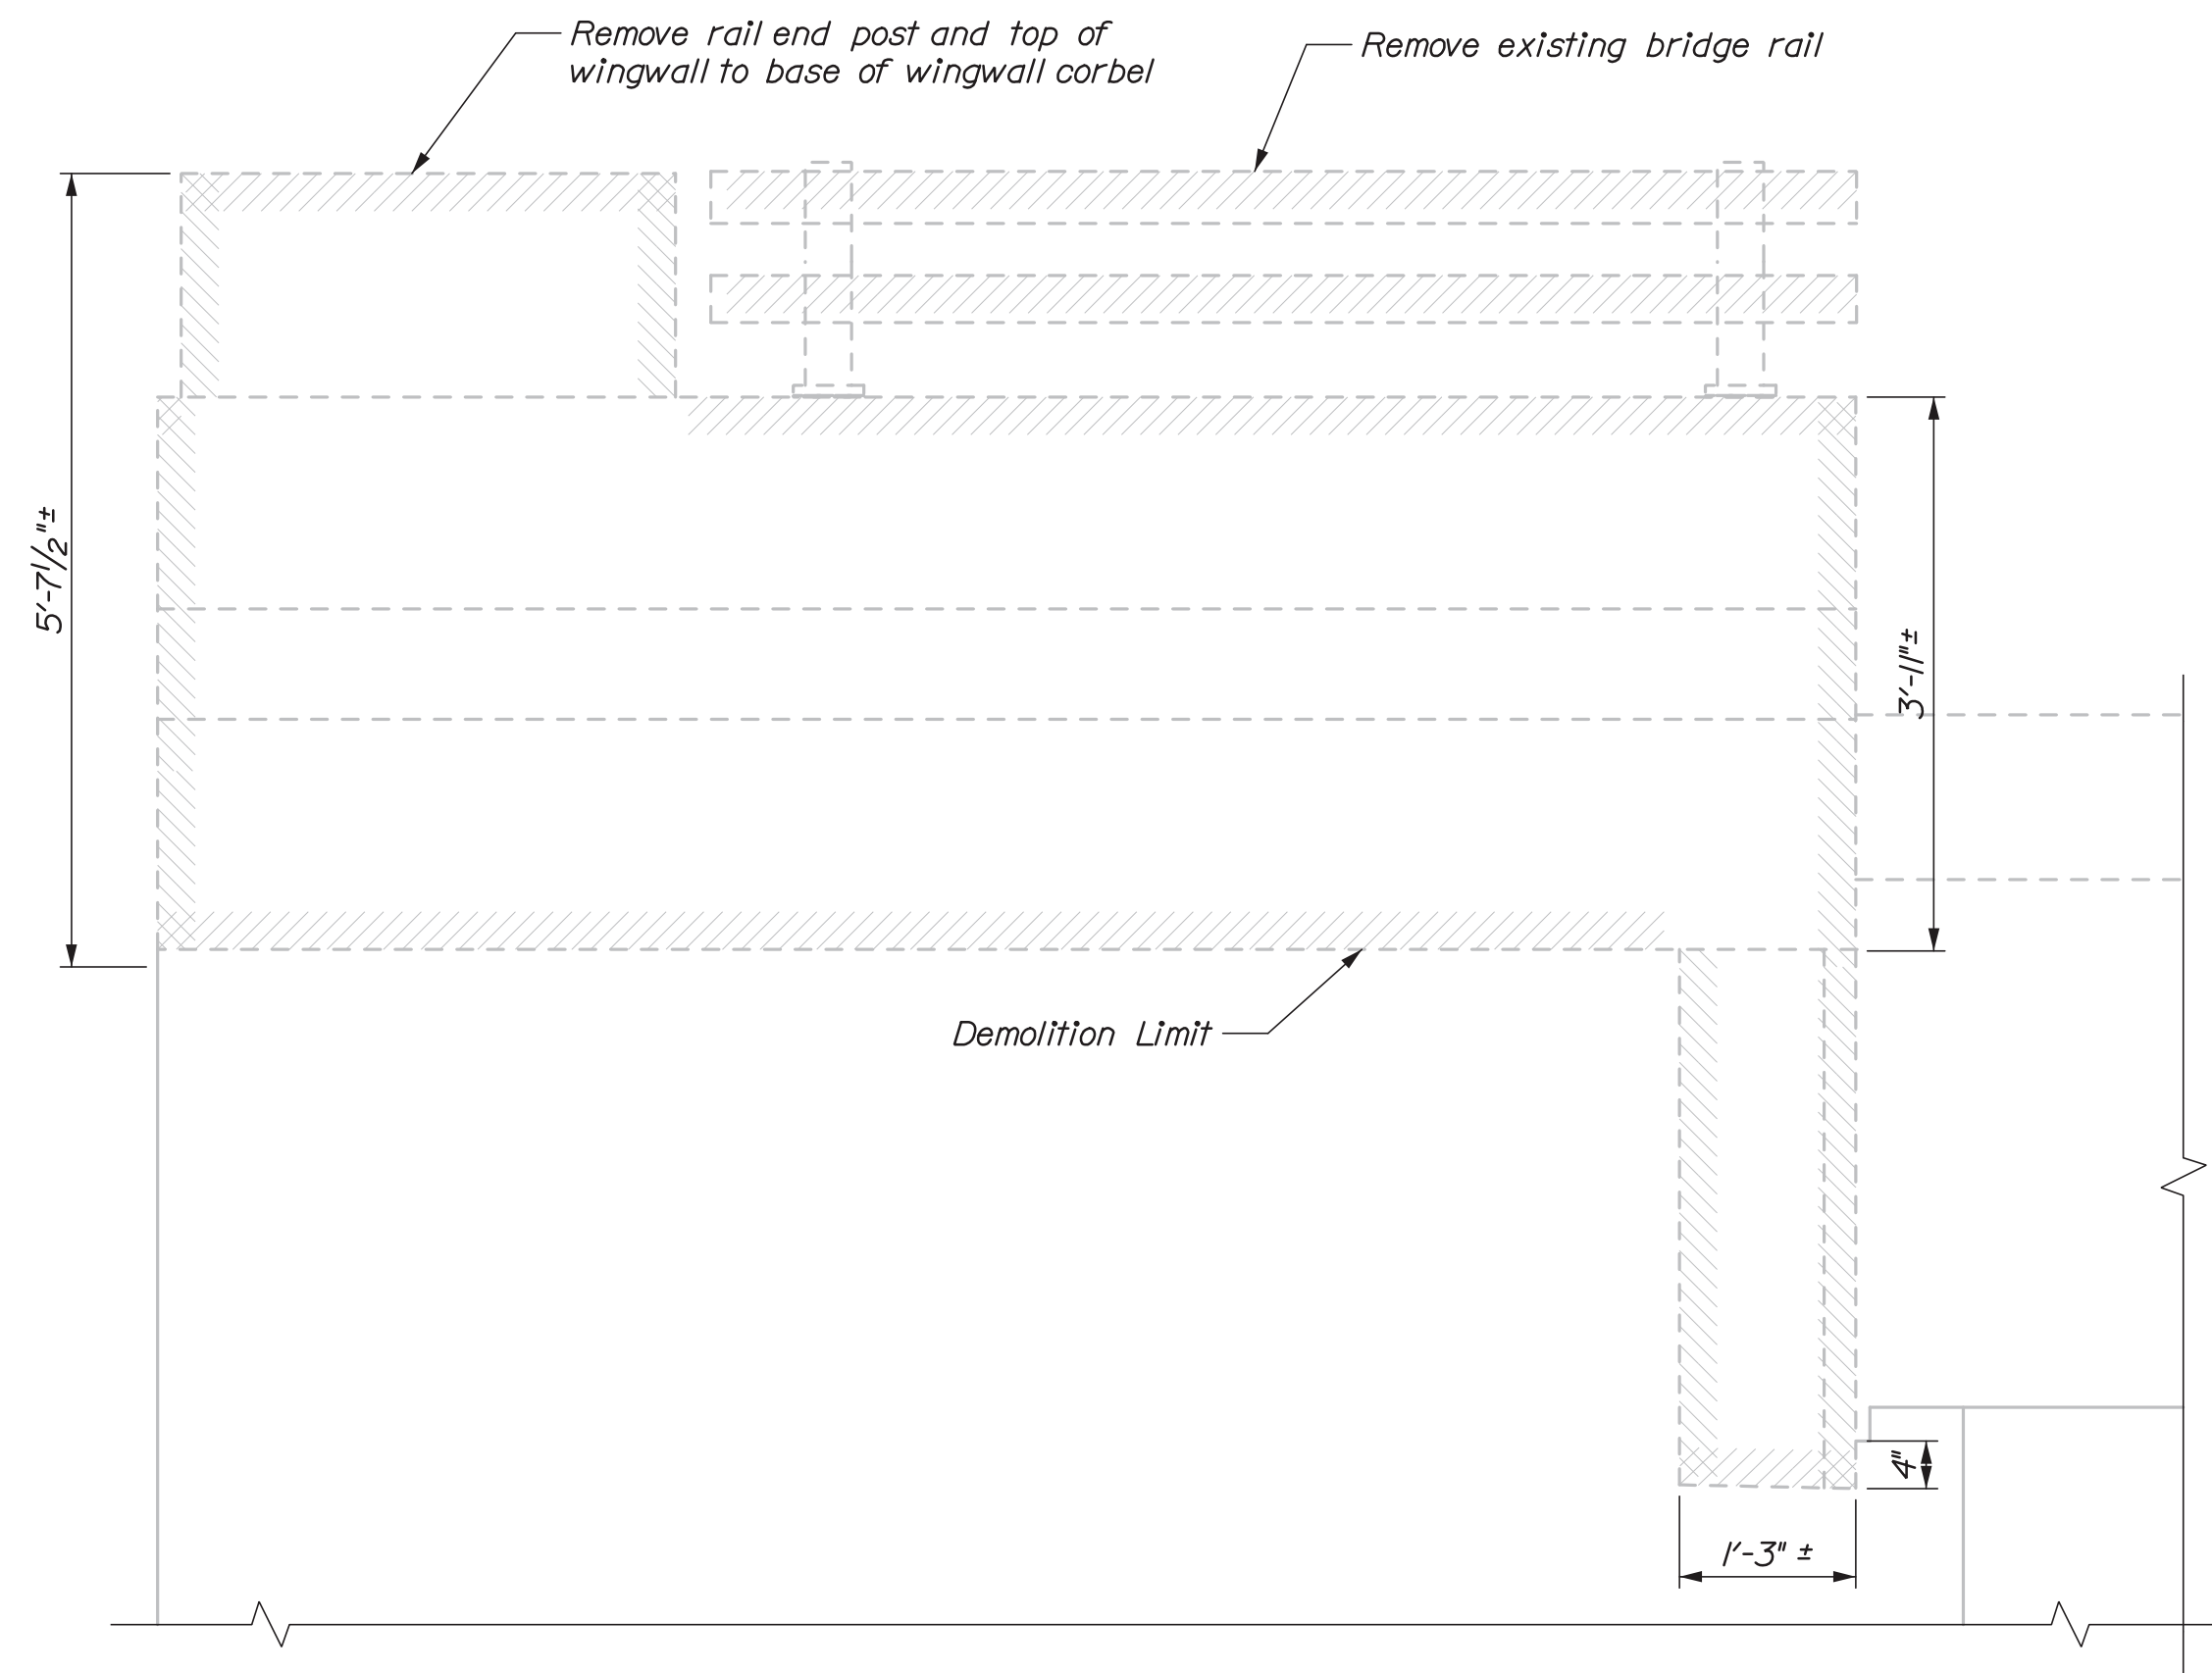 Remove rail end post and top of
wingwall to base of wingwall corbel
Remove existing bridge rail
5'-7½"±
3'-11"±
Demolition Limit
4"
1'-3" ±